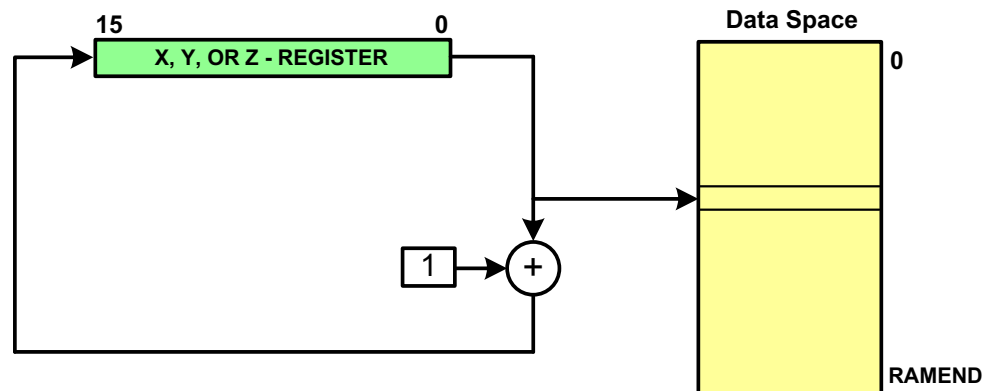 15
0
X, Y, OR Z - REGISTER
Data Space
0
1
+
RAMEND